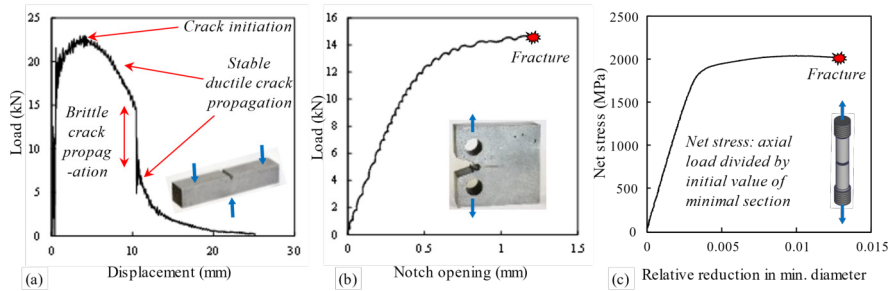 25
20
15
10
5
0
0
10
20
30
Load (kN)
Displacement (mm)
(a)
Crack initiation
Stable
ductile crack
propagation
Brittle
crack
propag
-ation
16
14
12
10
8
6
4
2
0
0
0.5
1
1.5
Load (kN)
Notch opening (mm)
(b)
Fracture
2500
2000
1500
1000
500
0
0
0.005
0.01
0.015
Net stress (MPa)
Relative reduction in min. diameter
(c)
Fracture
Net stress: axial
load divided by
initial value of
minimal section